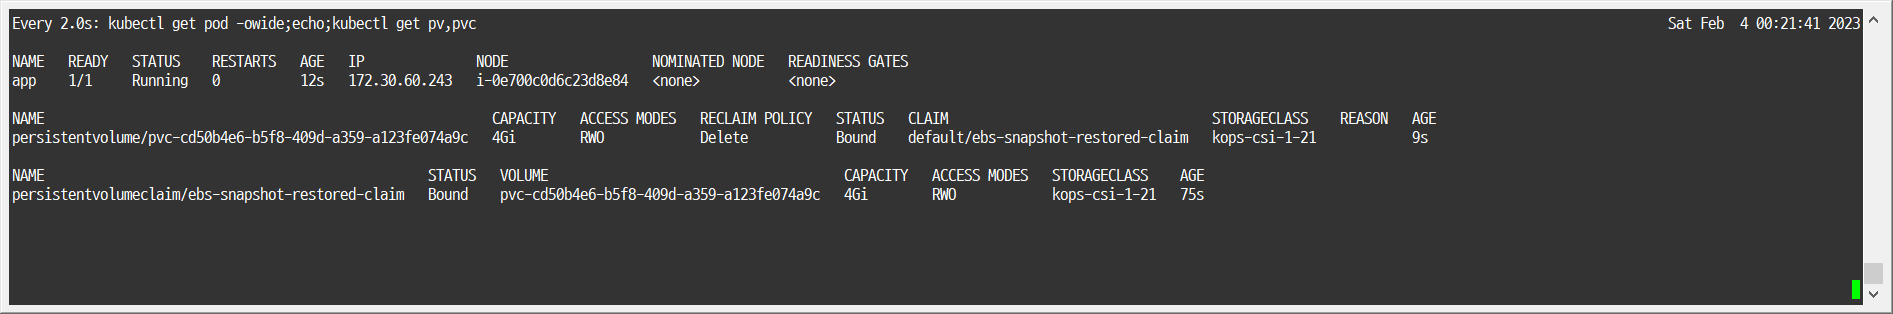 Every 2.0s: kubectl get pod -owide;echo;kubectl get pv,pvc Sat Feb 4 00:21:41 2023
NAME READY STATUS RESTARTS AGE IP NODE NOMINATED NODE READINESS GATES
app 1/1 Running 0 12s 172.30.60.243 i-0e700c0d6c23d8e84 <none> <none>
NAME CAPACITY ACCESS MODES RECLAIM POLICY STATUS CLAIM STORAGECLASS REASON AGE
persistentvolume/pvc-cd50b4e6-b5f8-409d-a359-a123fe074a9c 4Gi RWO Delete Bound default/ebs-snapshot-restored-claim kops-csi-1-21 9s
NAME STATUS VOLUME CAPACITY ACCESS MODES STORAGECLASS AGE
persistentvolumeclaim/ebs-snapshot-restored-claim Bound pvc-cd50b4e6-b5f8-409d-a359-a123fe074a9c 4Gi RWO kops-csi-1-21 75s